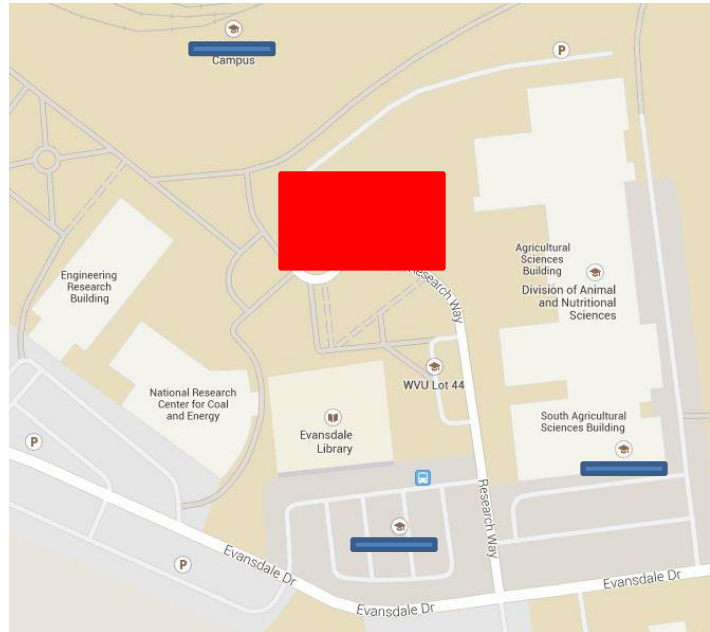 Campus
P
Research Way
Agricultural
Sciences
Building
Division of Animal
and Nutritional
Sciences
Engineering
Research
Building
WVU Lot 44
National Research
Center for Coal
and Energy
South Agricultural
Sciences Building
Evansdale
Library
P
Research Way
P
Evansdale Dr
Evansdale Dr
Evansdale Dr